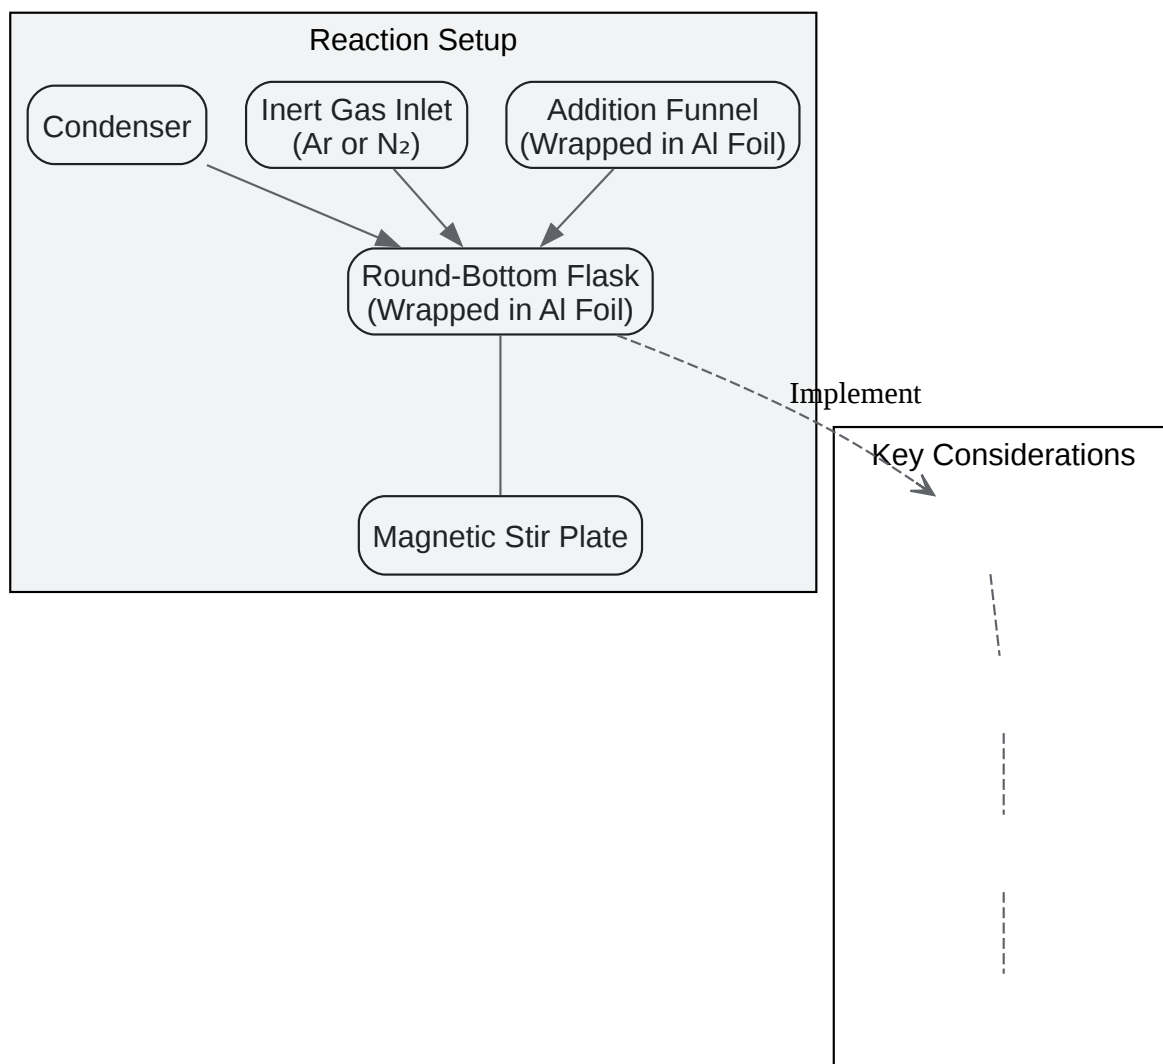 Reaction Setup
Condenser
Inert Gas Inlet
(Ar or N₂)
Addition Funnel
(Wrapped in Al Foil)
Round-Bottom Flask
(Wrapped in Al Foil)
Implement
Key Considerations
Magnetic Stir Plate